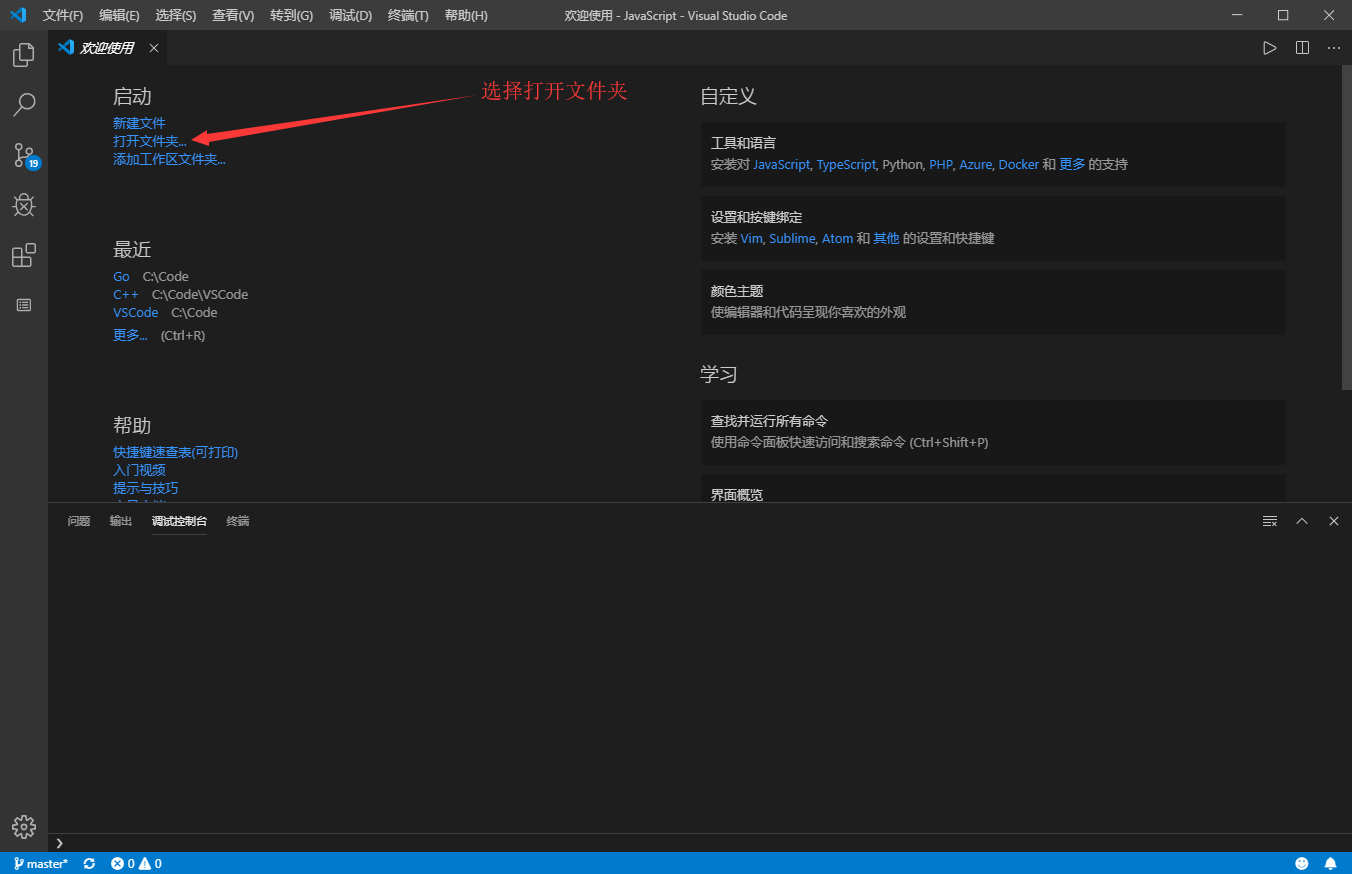 文件(F) 编辑(E) 选择(S) 查看(V) 转到(G) 调试(D) 终端(T) 帮助(H) 欢迎使用 - JavaScript - Visual Studio Code
欢迎使用
选择打开文件夹
启动
新建文件
打开文件夹...
添加工作区文件夹...
最近
Go C:\Code
C++ C:\Code\VSCode
VSCode C:\Code
更多... (Ctrl+R)
帮助
快捷键速查表(可打印)
入门视频
提示与技巧
自定义
工具和语言
安装对 JavaScript, TypeScript, Python, PHP, Azure, Docker 和 更多 的支持
设置和按键绑定
安装 Vim, Sublime, Atom 和 其他 的设置和快捷键
颜色主题
使编辑器和代码呈现你喜欢的外观
学习
查找并运行所有命令
使用命令面板快速访问和搜索命令 (Ctrl+Shift+P)
界面概览
19
问题 输出 调试控制台 终端
master* 0 0